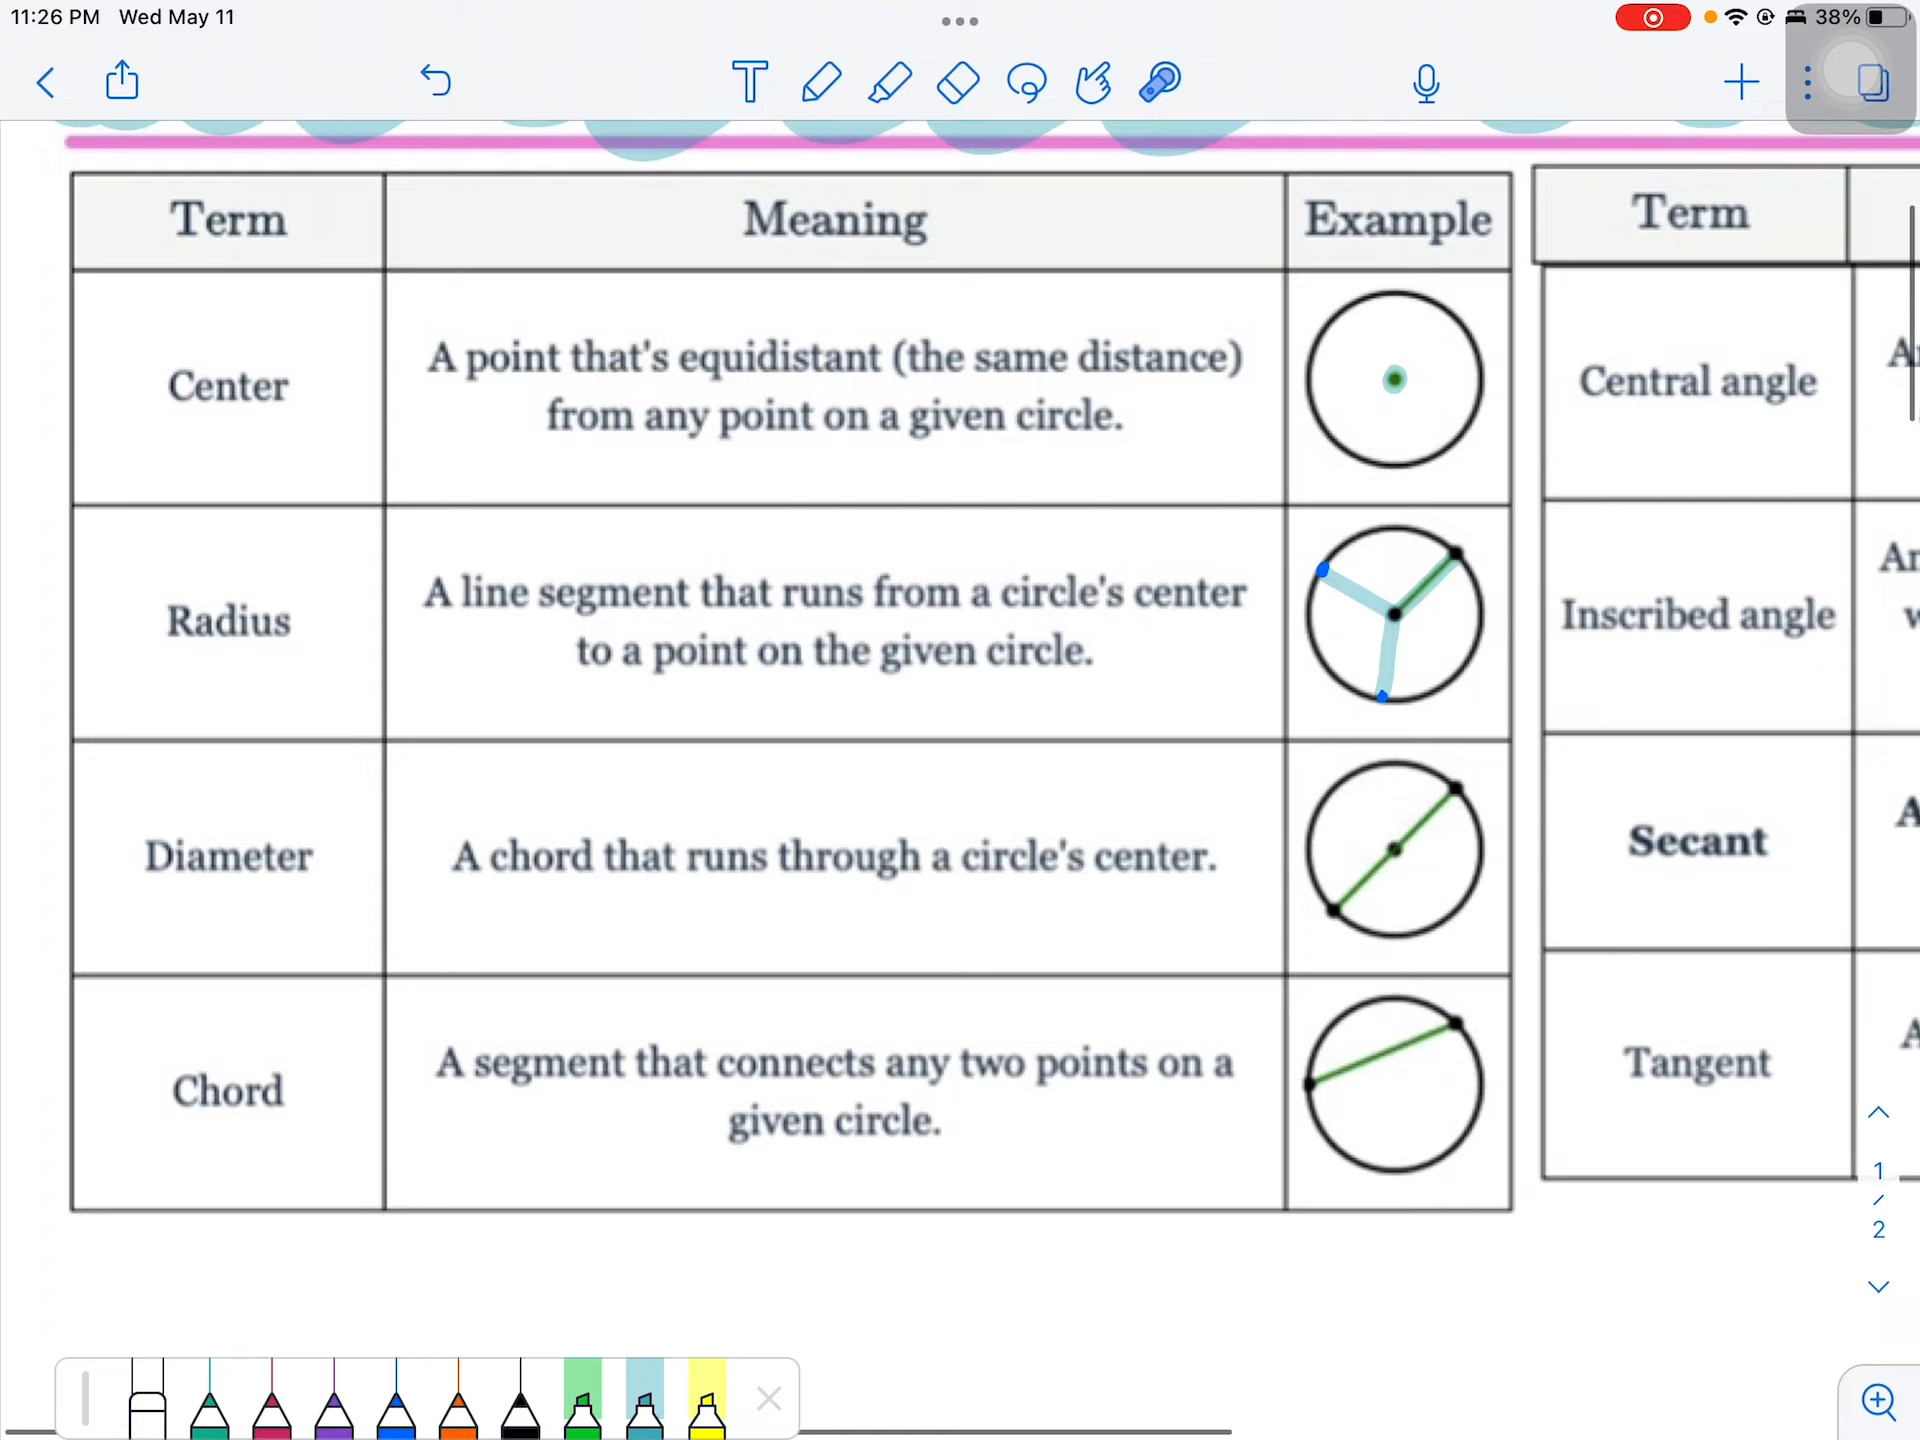 11:26 PM Wed May 11
38%
T
Term
Meaning
Example
Center
A point that's equidistant (the same distance)
from any point on a given circle.
Radius
A line segment that runs from a circle's center
to a point on the given circle.
Diameter
A chord that runs through a circle's center.
Chord
A segment that connects any two points on a
given circle.
Term
Central angle
Inscribed angle
Secant
Tangent
1
/
2